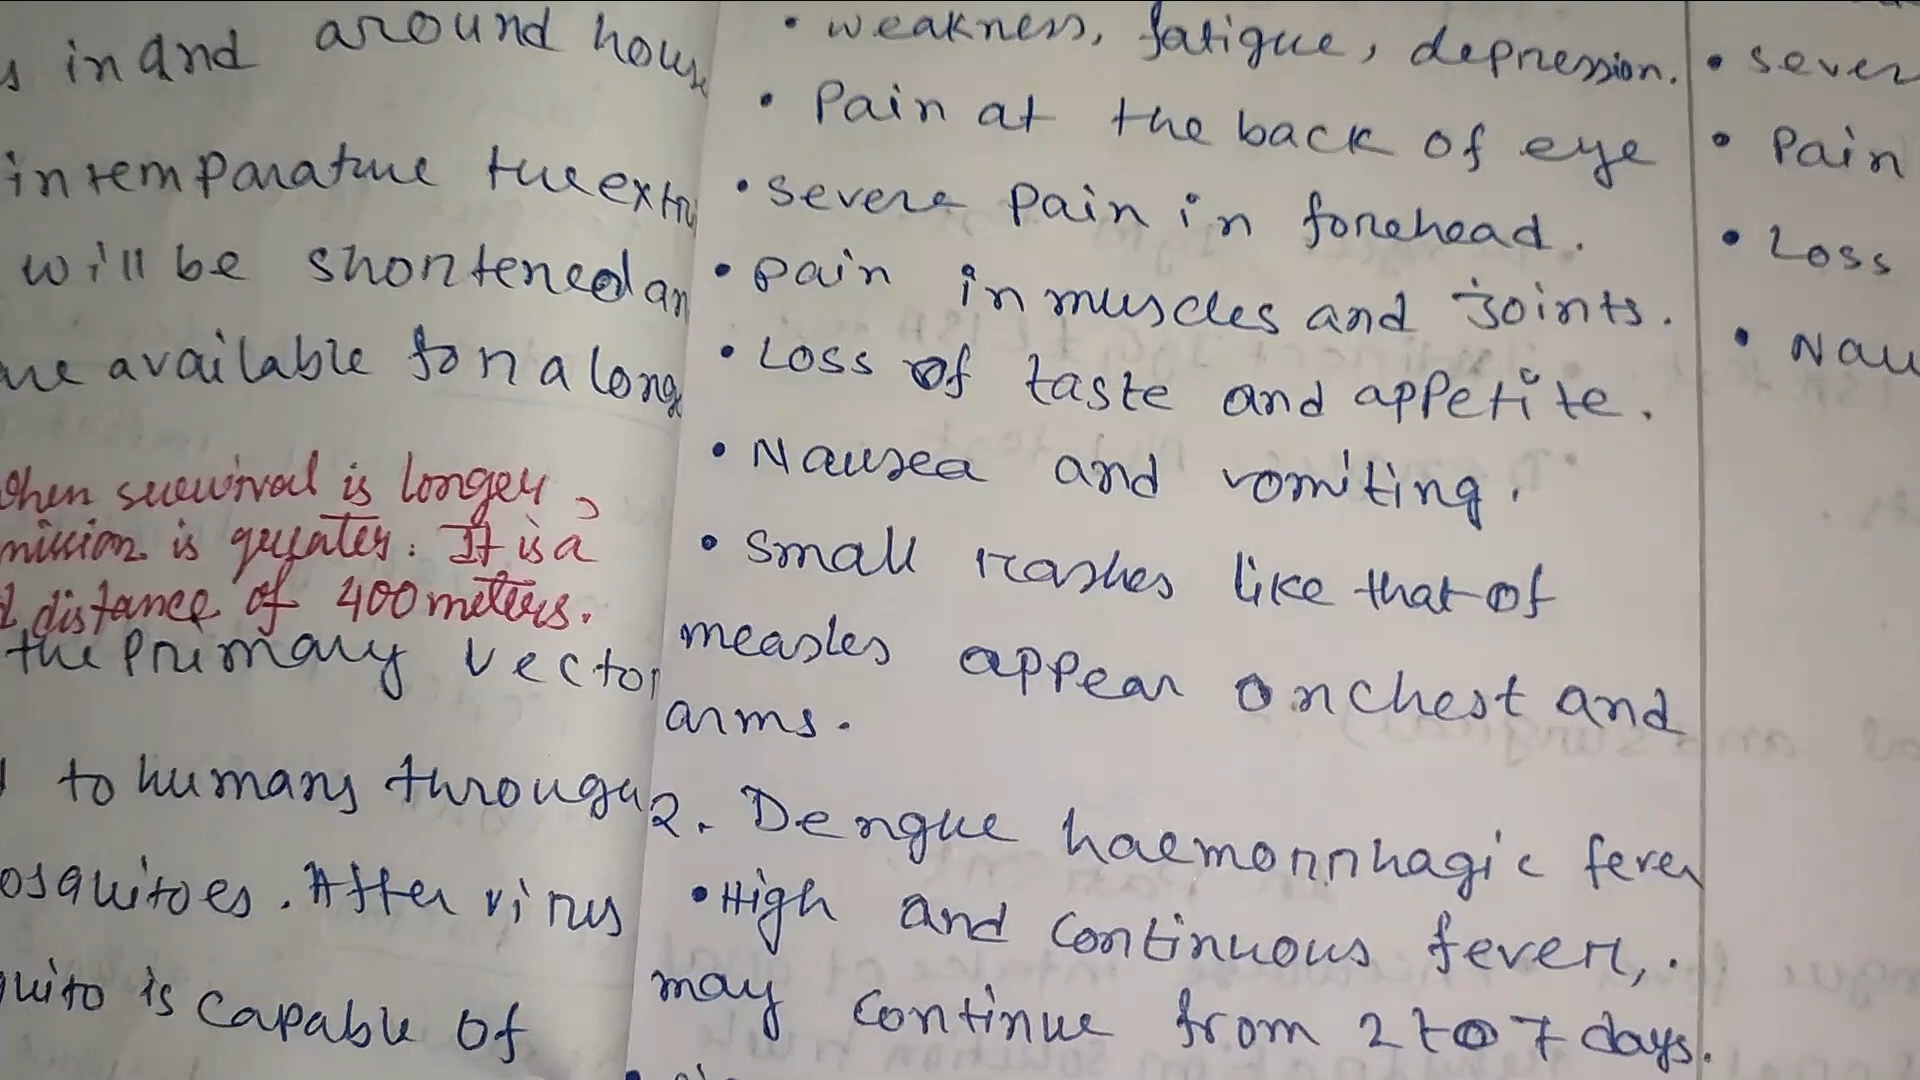 s in and around hous
in temparature the extr
will be shortened an
are available for a long
when survival is longer,
mission is greater. It is a
distance of 400 meters.
the Primary vector
to humans through
osquitoes. After virus
quito is capable of
• weakness, fatigue, depression.
• Pain at the back of eye
• severe Pain in forehead.
• pain in muscles and joints.
• Loss of taste and appetite.
• Nausea and vomiting.
• small rashes like that of
measles appear on chest and
arms.
2. Dengue haemorrhagic fever
• High and continuous fever,.
may continue from 2 to 7 days.
• sever
• Pain
• Loss
• Nau